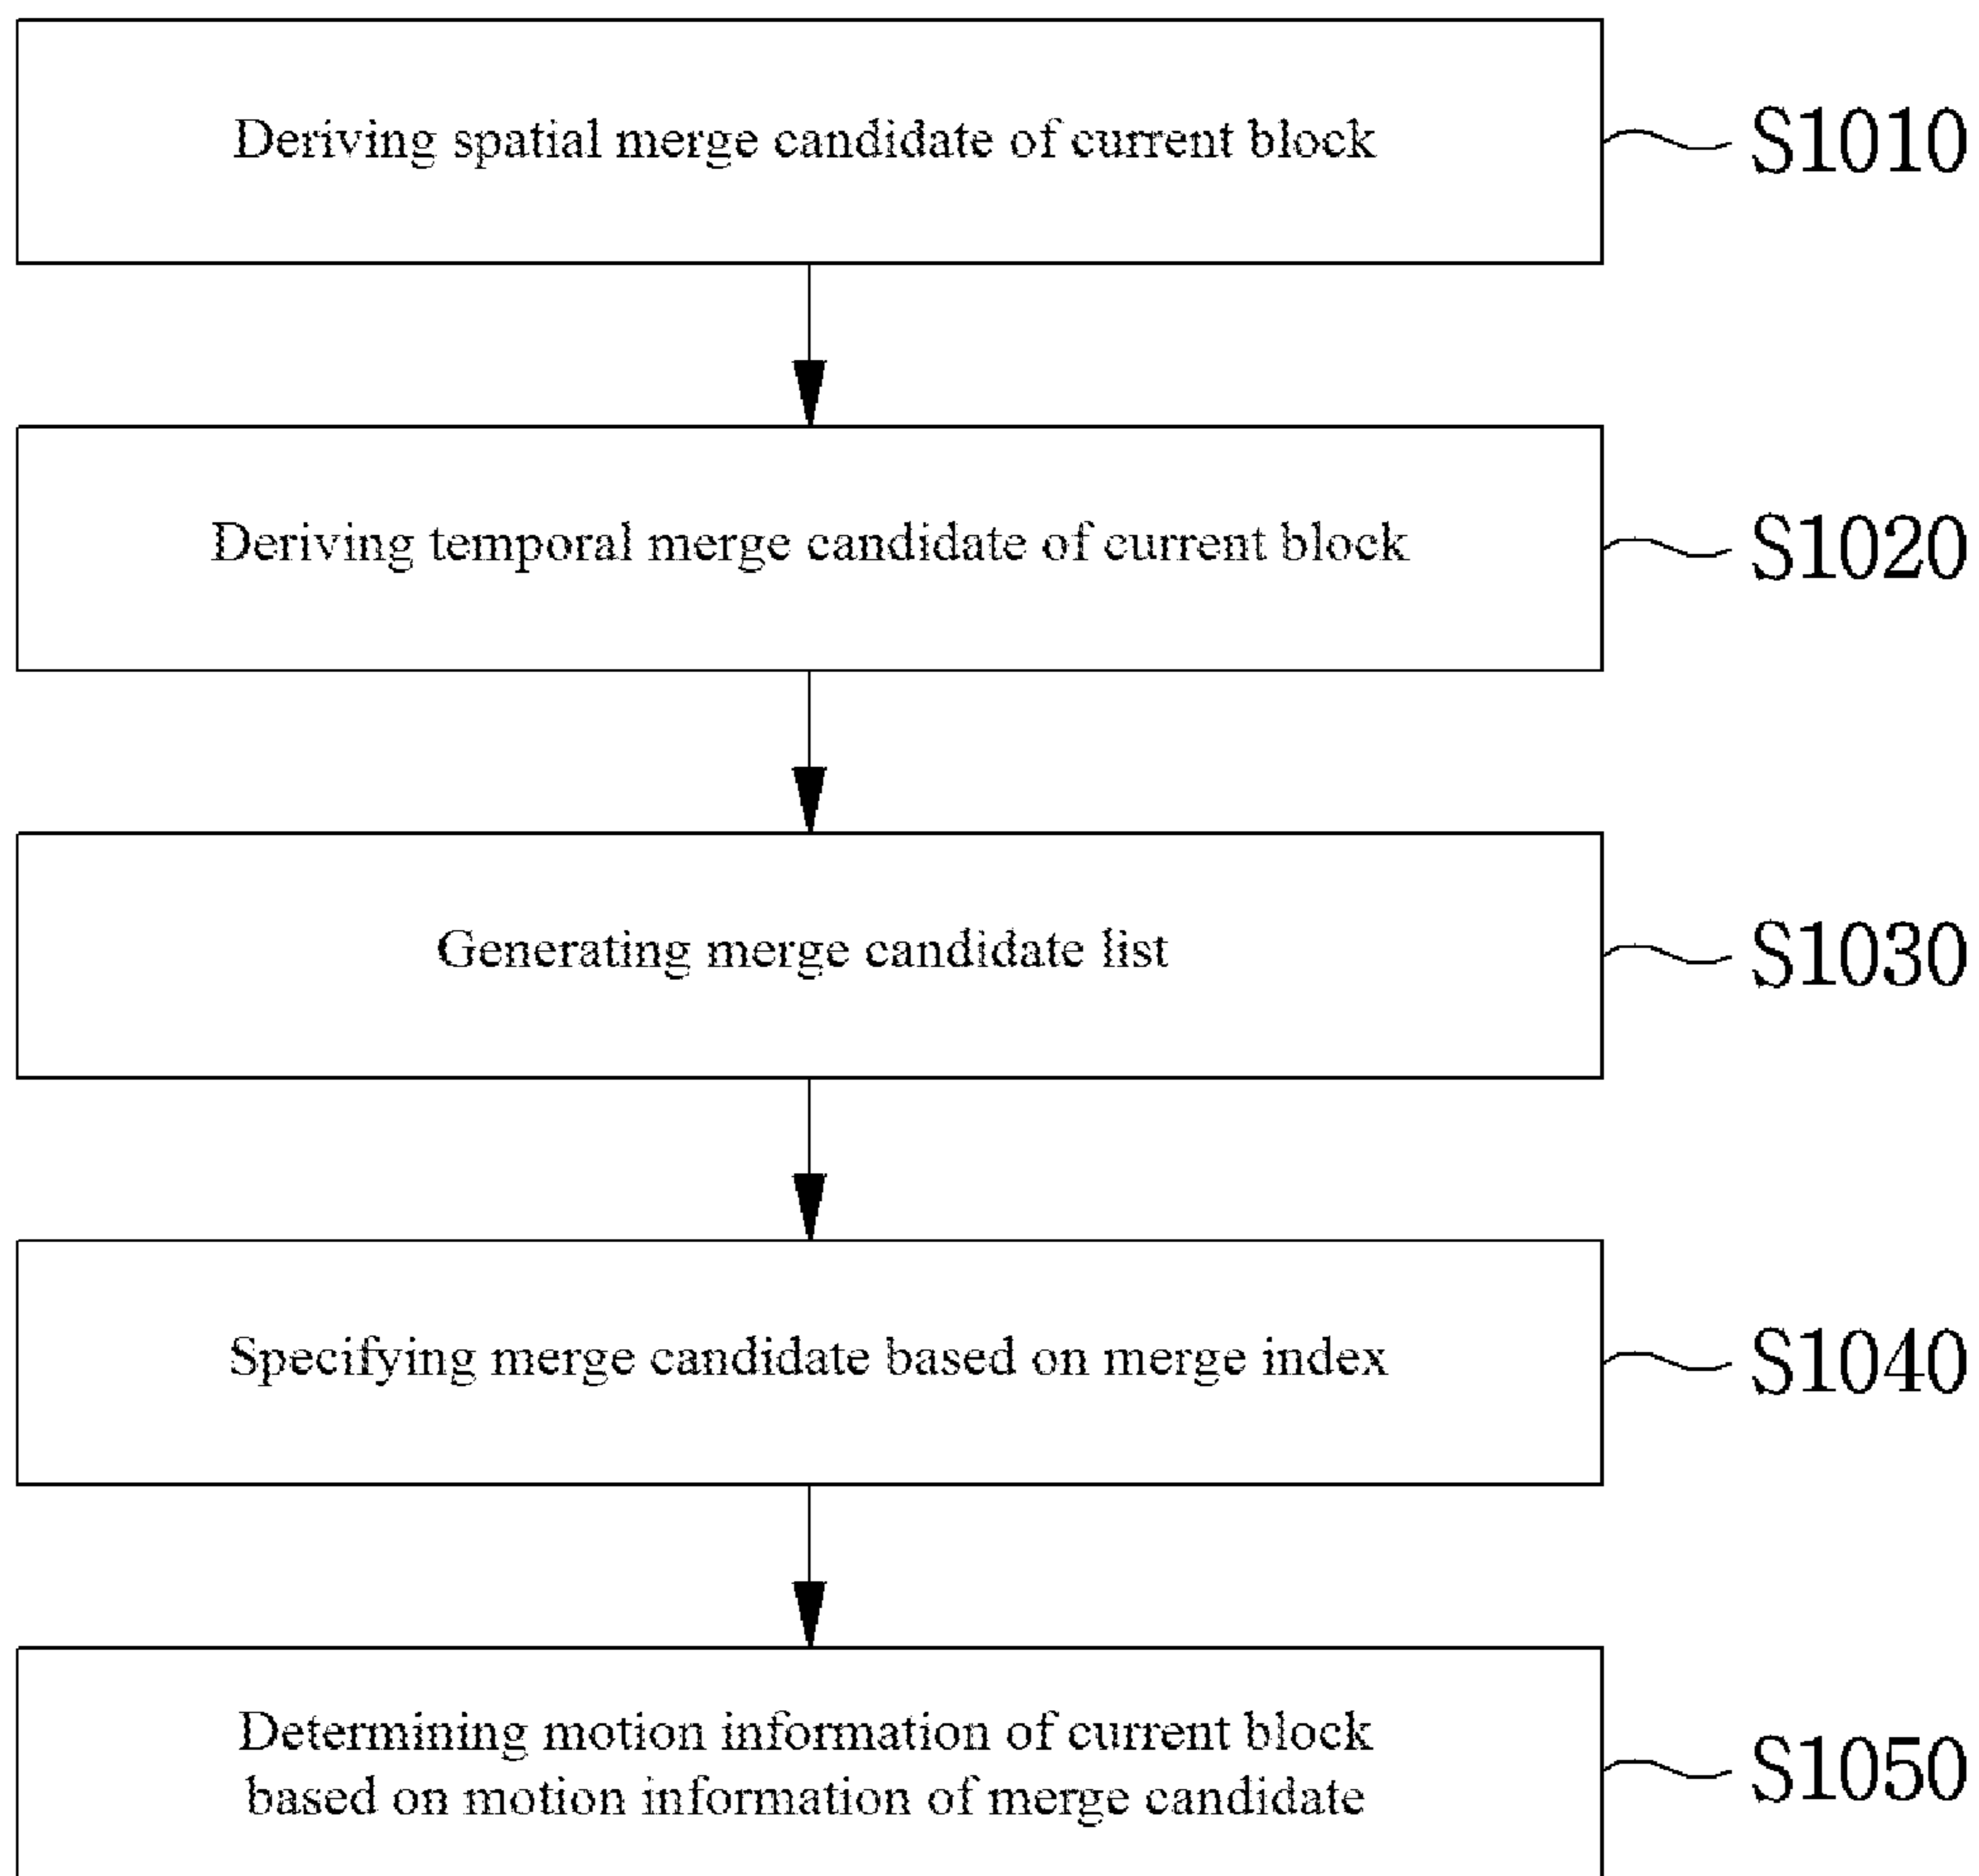 Deriving spatial merge candidate of current block
S1010
Deriving temporal merge candidate of current block
S1020
Generating merge candidate list
S1030
Specifying merge candidate based on merge index
S1040
Determining motion information of current block
based on motion information of merge candidate
S1050